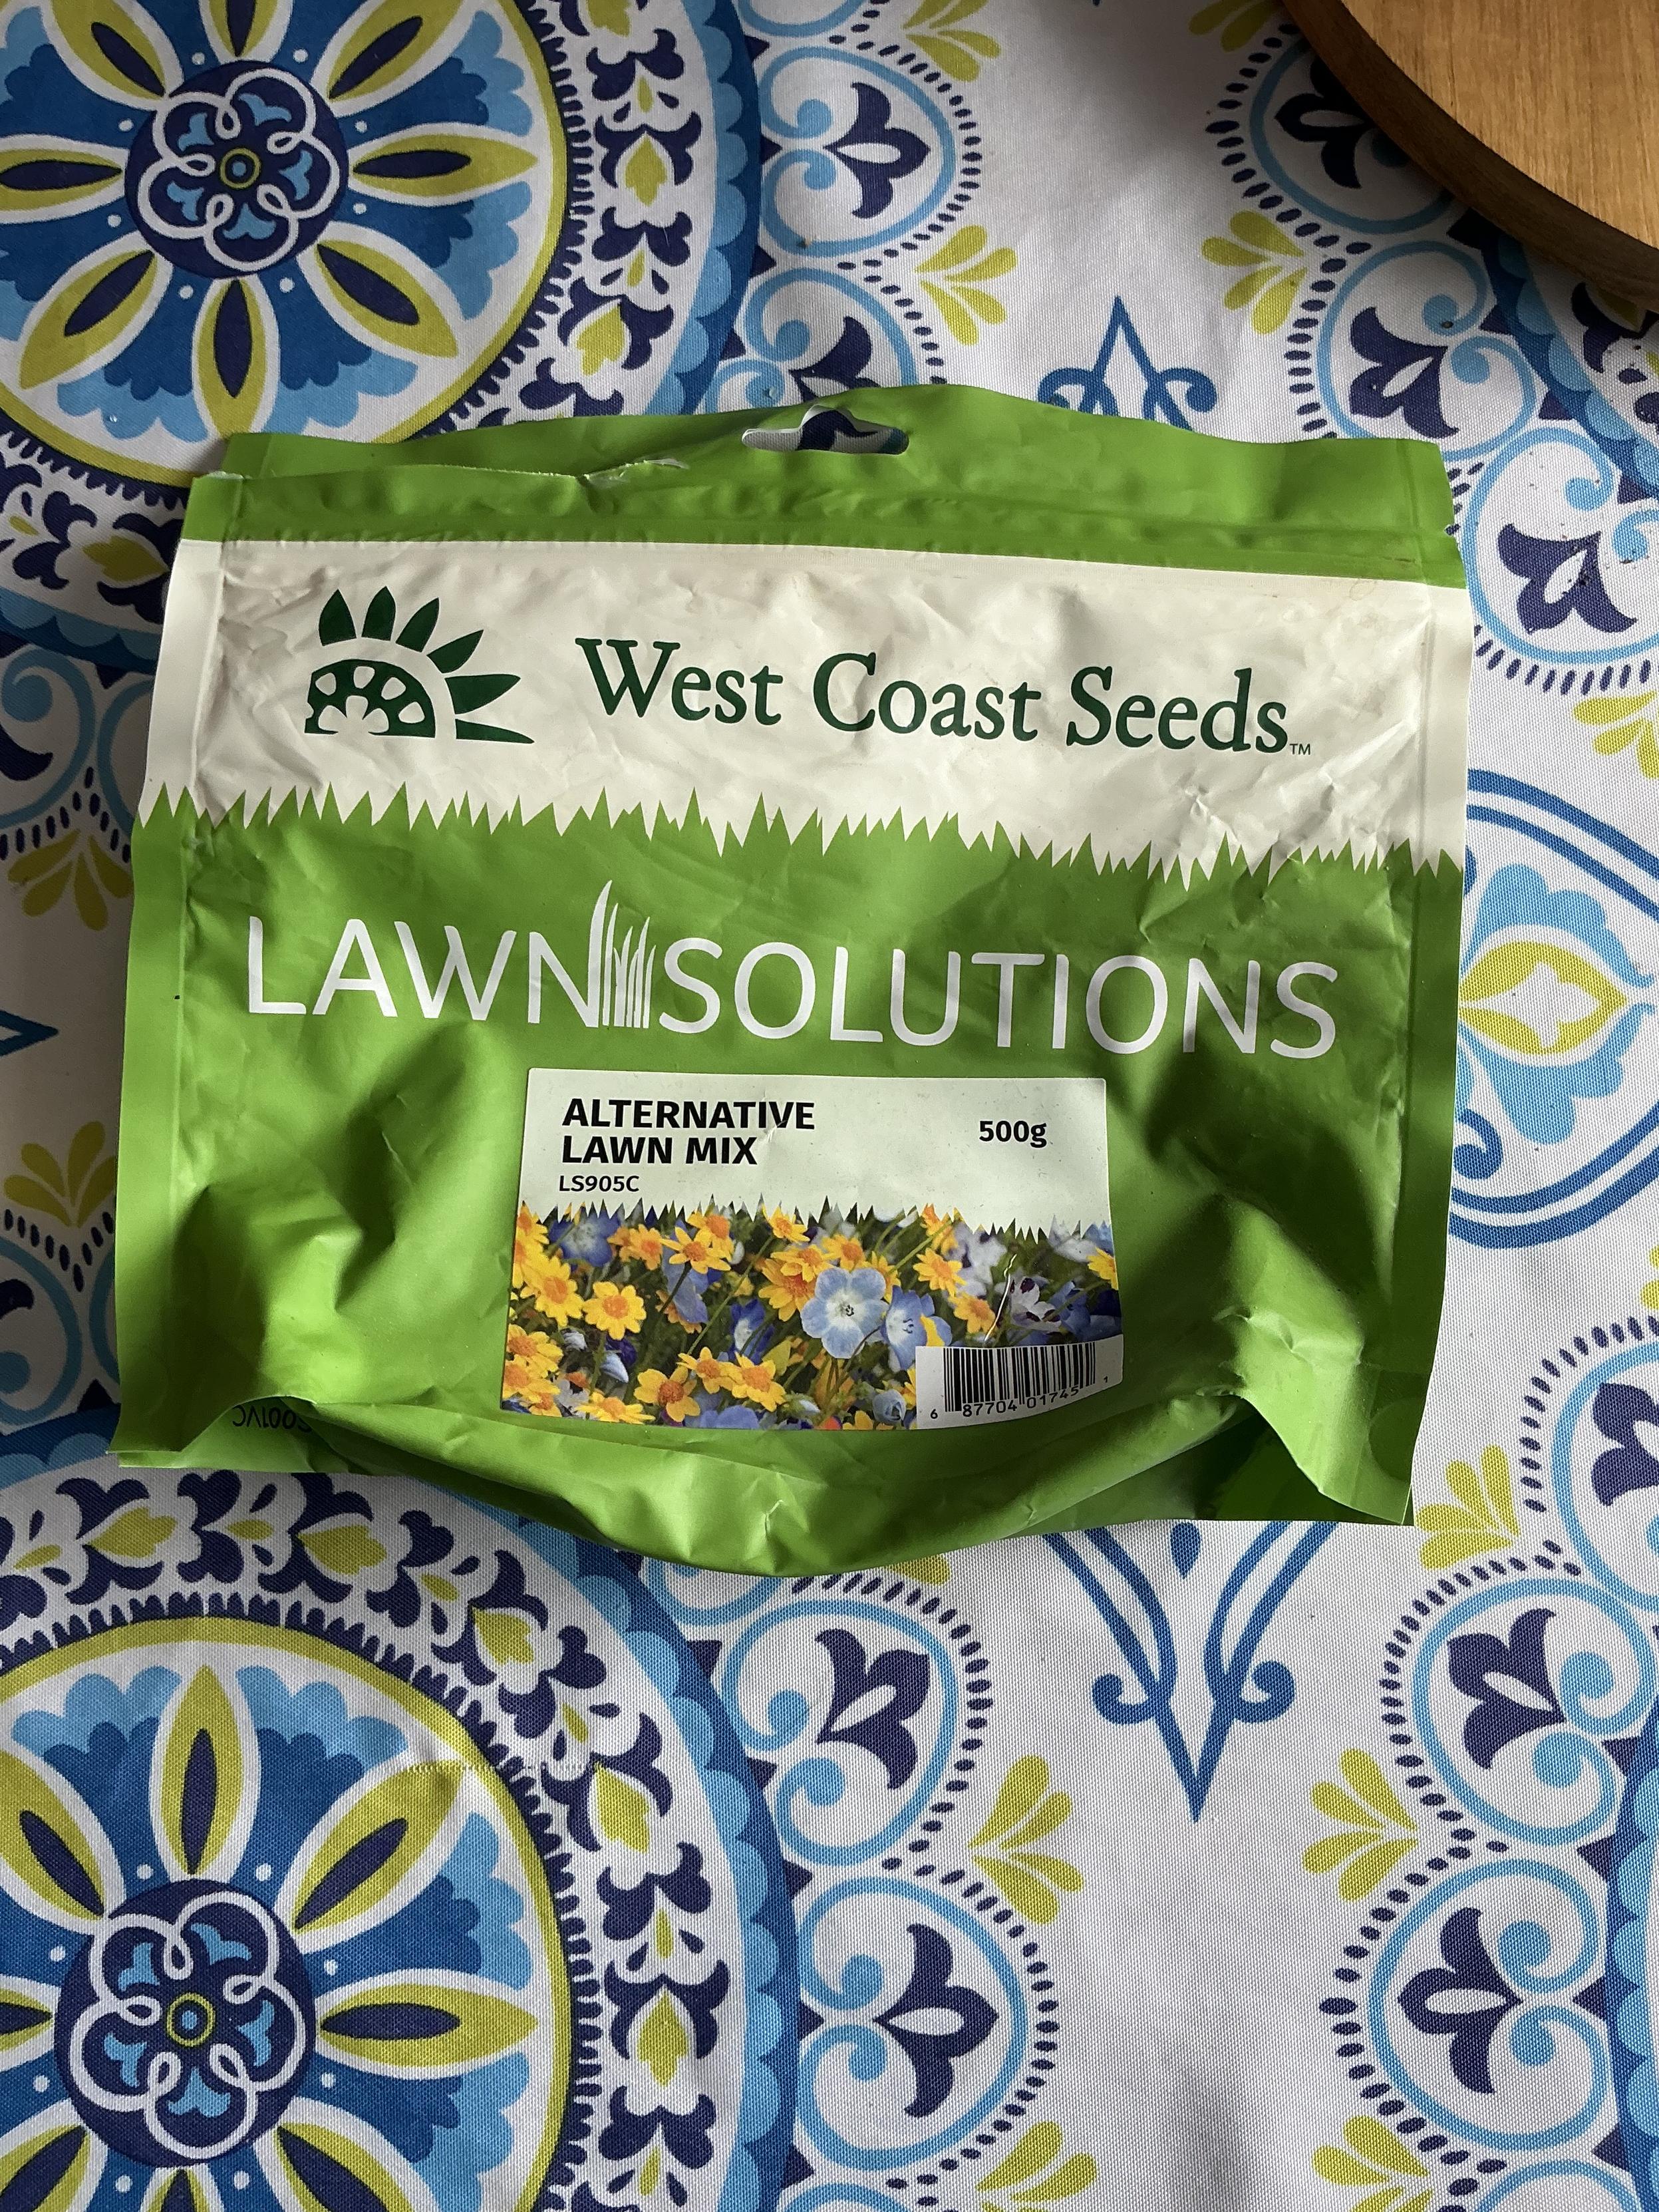 West Coast Seeds™
LAWN SOLUTIONS
ALTERNATIVE
LAWN MIX
500g
LS905C
6 87704 01745 1